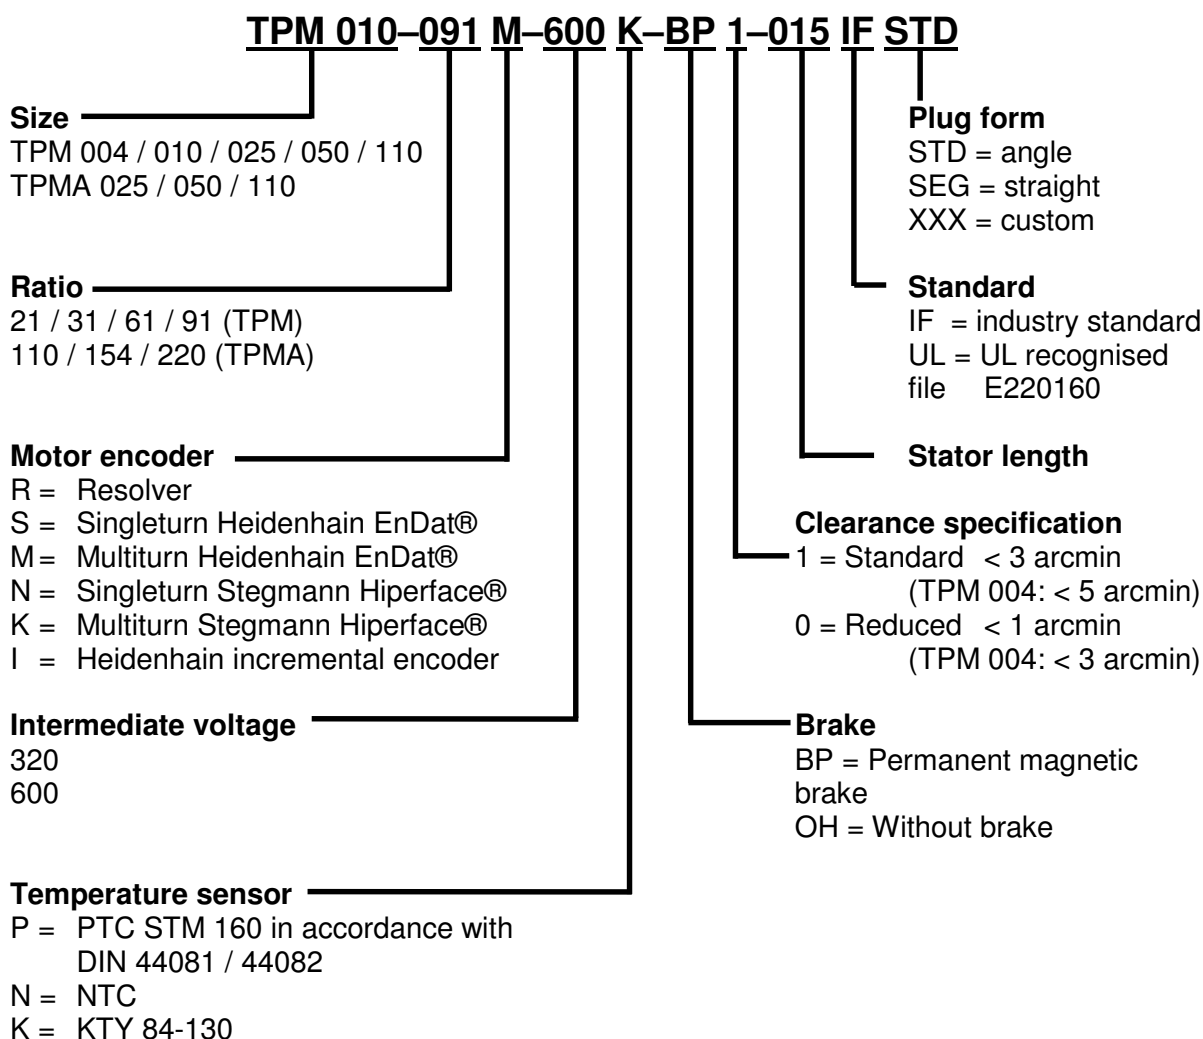 TPM 010–091 M–600 K–BP 1–015 IF STD
Size
TPM 004 / 010 / 025 / 050 / 110
TPMA 025 / 050 / 110
Ratio
21 / 31 / 61 / 91 (TPM)
110 / 154 / 220 (TPMA)
Motor encoder
R = Resolver
S = Singleturn Heidenhain EnDat®
M = Multiturn Heidenhain EnDat®
N = Singleturn Stegmann Hiperface®
K = Multiturn Stegmann Hiperface®
I = Heidenhain incremental encoder
Intermediate voltage
320
600
Temperature sensor
P = PTC STM 160 in accordance with
DIN 44081 / 44082
N = NTC
K = KTY 84-130
Plug form
STD = angle
SEG = straight
XXX = custom
Standard
IF = industry standard
UL = UL recognised
file E220160
Stator length
Clearance specification
1 = Standard < 3 arcmin
(TPM 004: < 5 arcmin)
0 = Reduced < 1 arcmin
(TPM 004: < 3 arcmin)
Brake
BP = Permanent magnetic
brake
OH = Without brake